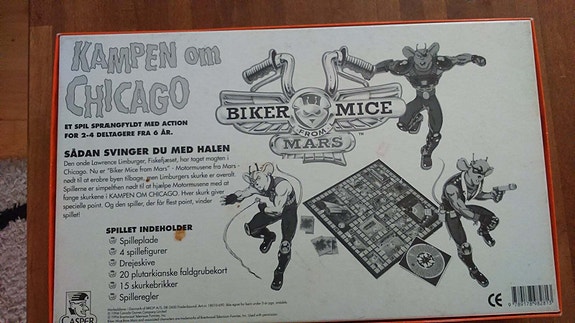 KAMPEN om
CHICAGO
ET SPIL SPRÆNGFYLDT MED ACTION
FOR 2-4 DELTAGERE FRA 6 ÅR.
BIKER MICE
FROM
MARS
SÅDAN SVINGER DU MED HALEN
Den onde Lawrence Limburger, Fiskefjæset, har taget magten i
Chicago. Nu er "Biker Mice from Mars" - Motormusene fra Mars -
nødt til at erobre byen tilbage, men Limburgers skurke er overalt.
Spillerne er simpelthen nødt til at hjælpe Motormusene med at
fange skurkene i KAMPEN OM CHICAGO. Hver skurk giver
specielle point. Og den spiller, der får flest point, vinder
spillet!
SPILLET INDEHOLDER
Spilleplade
4 spillefigurer
Drejeskive
20 plutarkianske faldgrubekort
15 skurkebrikker
Spilleregler
CASPER
CE